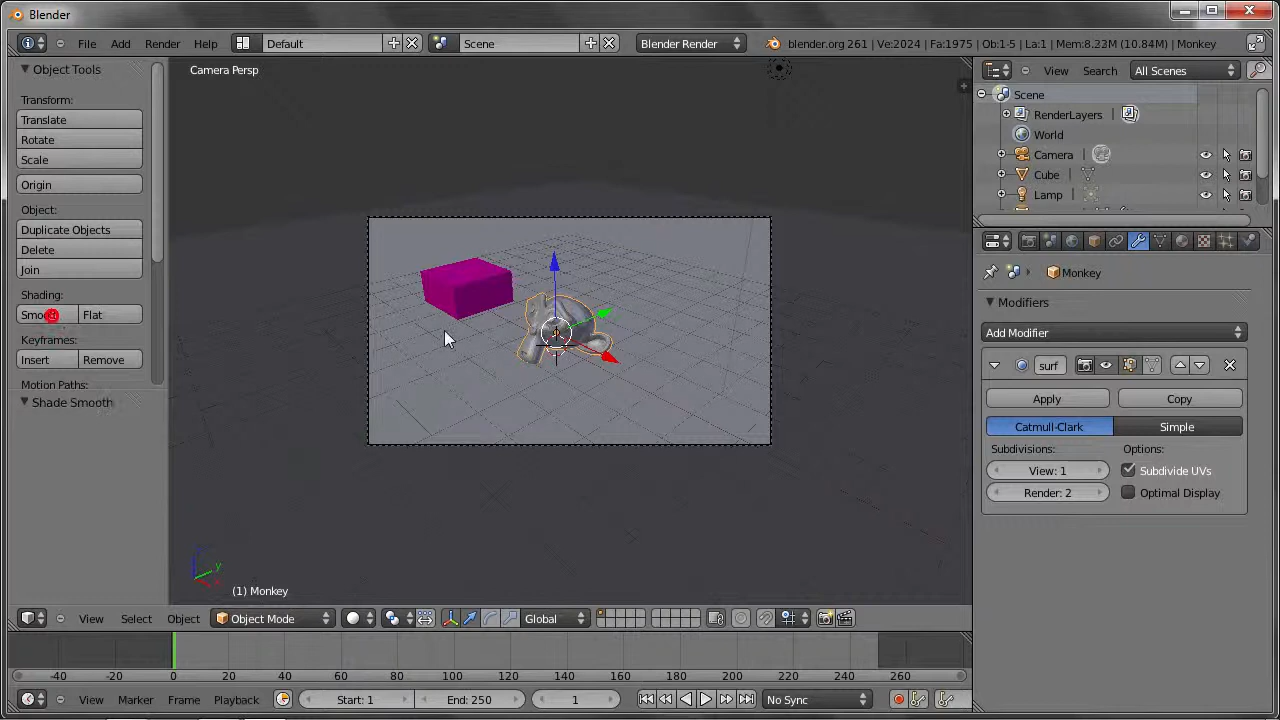 Blender
File Add Render Help Default Scene Blender Render blender.org 261 | Ve:2024 | Fa:1975 | Ob:1-5 | La:1 | Mem:8.22M (10.84M) | Monkey
Object Tools
Transform:
Translate
Rotate
Scale
Origin
Object:
Duplicate Objects
Delete
Join
Shading:
Flat
Keyframes:
Insert Remove
Motion Paths:
Shade Smooth
Camera Persp
y
x
(1) Monkey
View Select Object Object Mode Global
-40 -20 0 20 40 60 80 100 120 140 160 180 200 220 240 260
View Marker Frame Playback Start: 1 End: 250 1 No Sync
View Search All Scenes
Scene
RenderLayers |
World
Camera |
Cube |
Lamp |
Monkey
Modifiers
Add Modifier
surf
Apply Copy
Catmull-Clark Simple
Subdivisions: Options:
View: 1 Subdivide UVs
Render: 2 Optimal Display